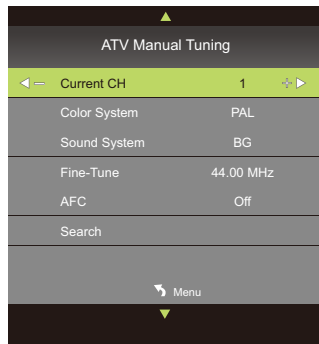 ATV Manual Tuning
Current CH 1
Color System PAL
Sound System BG
Fine-Tune 44.00 MHz
AFC Off
Search
Menu